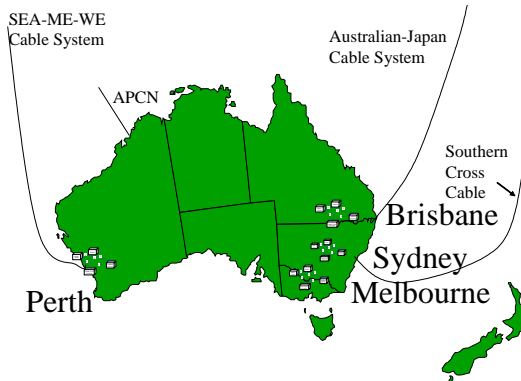 SEA-ME-WE
Cable System
Australian-Japan
Cable System
APCN
Southern
Cross
Cable
Brisbane
Sydney
Melbourne
Perth